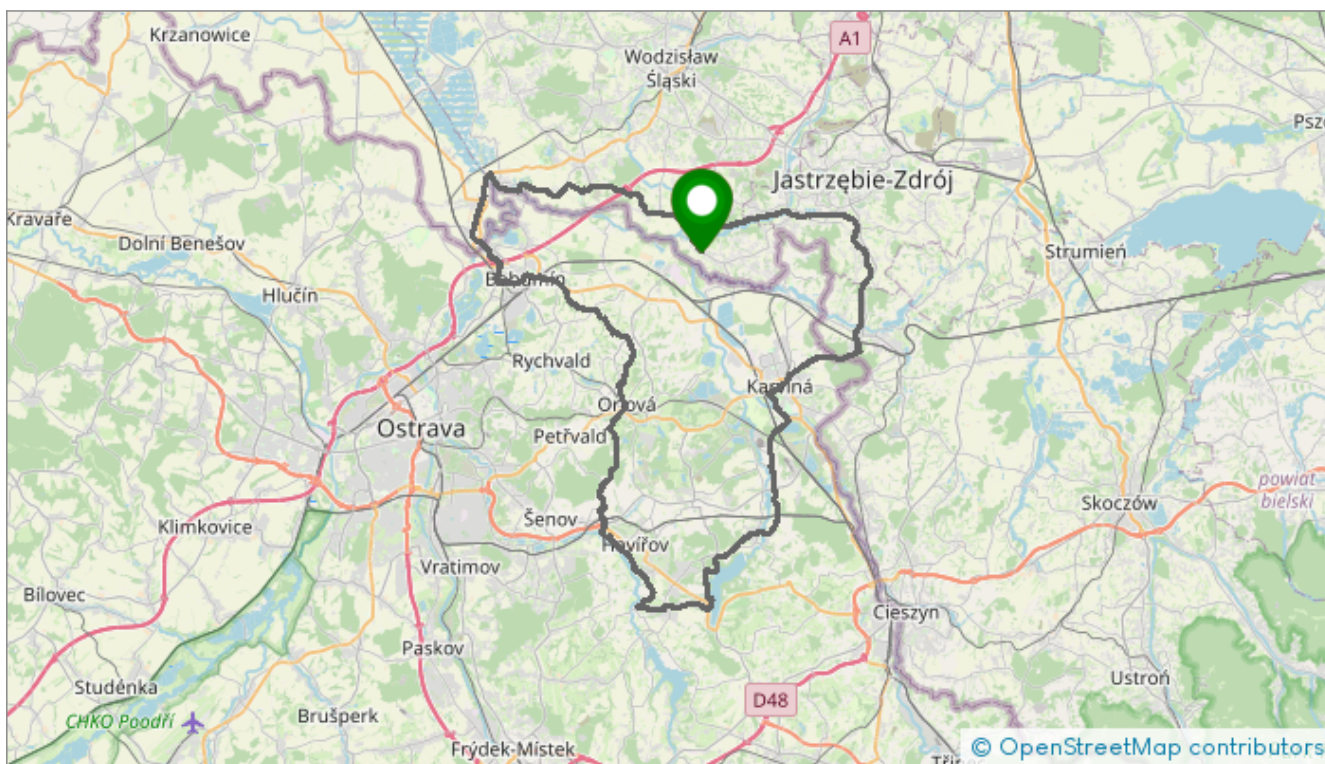 Krzanowice
Wodzisław
Śląski
A1
Psz
Jastrzębie-Zdrój
Kravaře
Dolní Benešov
Strumień
Hlučín
Bohumín
Rychvald
Karviná
Orlová
Ostrava
Petřvald
powiat
bielski
Skoczów
Klimkovice
Šenov
Havířov
Vratimov
Bílovec
Cieszyn
Paskov
Ustroń
Studénka
D48
CHKO Poodří
Brušperk
Frýdek-Místek
© OpenStreetMap contributors